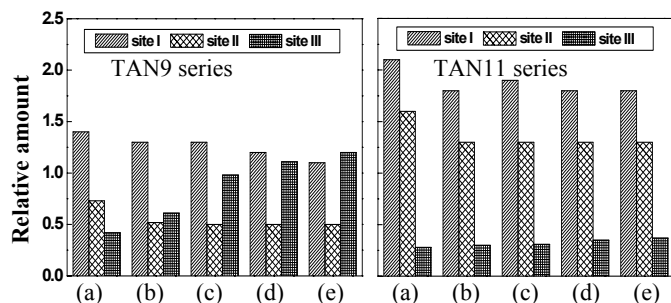 2.5
2.0
1.5
1.0
0.5
0.0
Relative amount
site I site II site III
TAN9 series
(a) (b) (c) (d) (e)
site I site II site III
TAN11 series
(a) (b) (c) (d) (e)